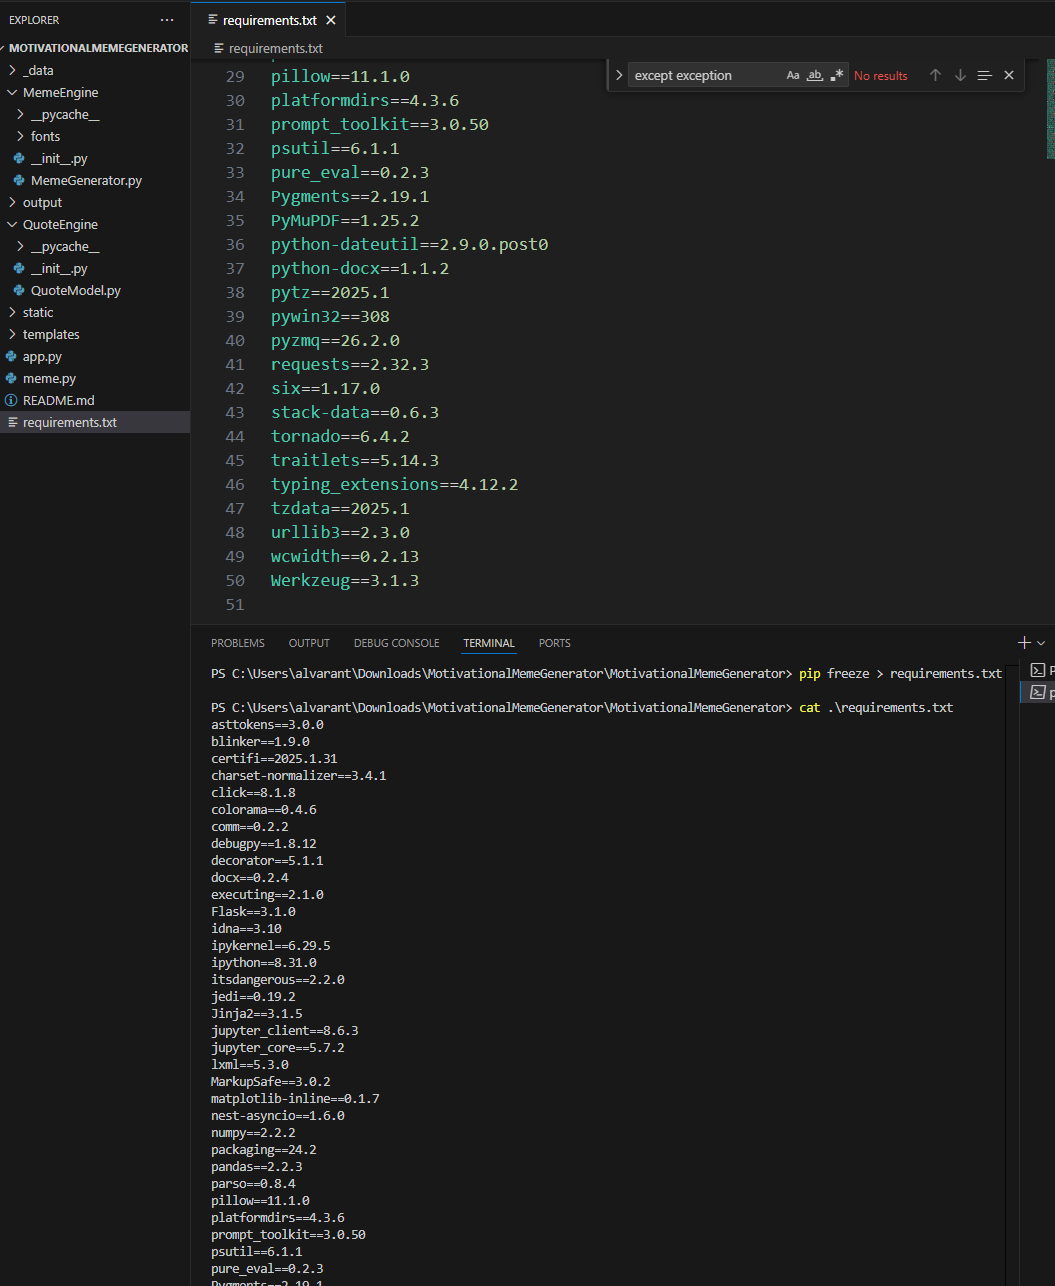 EXPLORER
MOTIVATIONALMEMEGENERATOR
_data
MemeEngine
__pycache__
fonts
__init__.py
MemeGenerator.py
output
QuoteEngine
__pycache__
__init__.py
QuoteModel.py
static
templates
app.py
meme.py
README.md
requirements.txt
requirements.txt
requirements.txt
except exception Aa ab .* No results
29 pillow==11.1.0
30 platformdirs==4.3.6
31 prompt_toolkit==3.0.50
32 psutil==6.1.1
33 pure_eval==0.2.3
34 Pygments==2.19.1
35 PyMuPDF==1.25.2
36 python-dateutil==2.9.0.post0
37 python-docx==1.1.2
38 pytz==2025.1
39 pywin32==308
40 pyzmq==26.2.0
41 requests==2.32.3
42 six==1.17.0
43 stack-data==0.6.3
44 tornado==6.4.2
45 traitlets==5.14.3
46 typing_extensions==4.12.2
47 tzdata==2025.1
48 urllib3==2.3.0
49 wcwidth==0.2.13
50 Werkzeug==3.1.3
51
PROBLEMS OUTPUT DEBUG CONSOLE TERMINAL PORTS
PS C:\Users\alvarant\Downloads\MotivationalMemeGenerator\MotivationalMemeGenerator> pip freeze > requirements.txt
PS C:\Users\alvarant\Downloads\MotivationalMemeGenerator\MotivationalMemeGenerator> cat .\requirements.txt
asttokens==3.0.0
blinker==1.9.0
certifi==2025.1.31
charset-normalizer==3.4.1
click==8.1.8
colorama==0.4.6
comm==0.2.2
debugpy==1.8.12
decorator==5.1.1
docx==0.2.4
executing==2.1.0
Flask==3.1.0
idna==3.10
ipykernel==6.29.5
ipython==8.31.0
itsdangerous==2.2.0
jedi==0.19.2
Jinja2==3.1.5
jupyter_client==8.6.3
jupyter_core==5.7.2
lxml==5.3.0
MarkupSafe==3.0.2
matplotlib-inline==0.1.7
nest-asyncio==1.6.0
numpy==2.2.2
packaging==24.2
pandas==2.2.3
parso==0.8.4
pillow==11.1.0
platformdirs==4.3.6
prompt_toolkit==3.0.50
psutil==6.1.1
pure_eval==0.2.3
Pygments==2.19.1